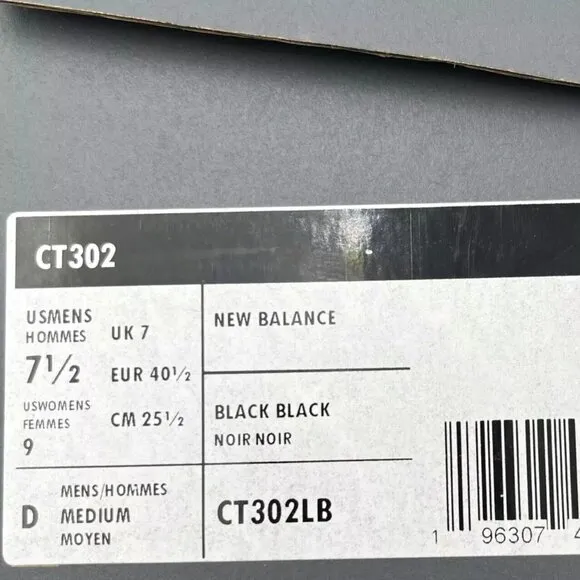 CT302
USMENS
HOMMES
7½
UK 7
EUR 40½
USWOMENS
FEMMES
9
CM 25½
NEW BALANCE
BLACK BLACK
NOIR NOIR
D
MENS/HOMMES
MEDIUM
MOYEN
CT302LB
1 96307 4